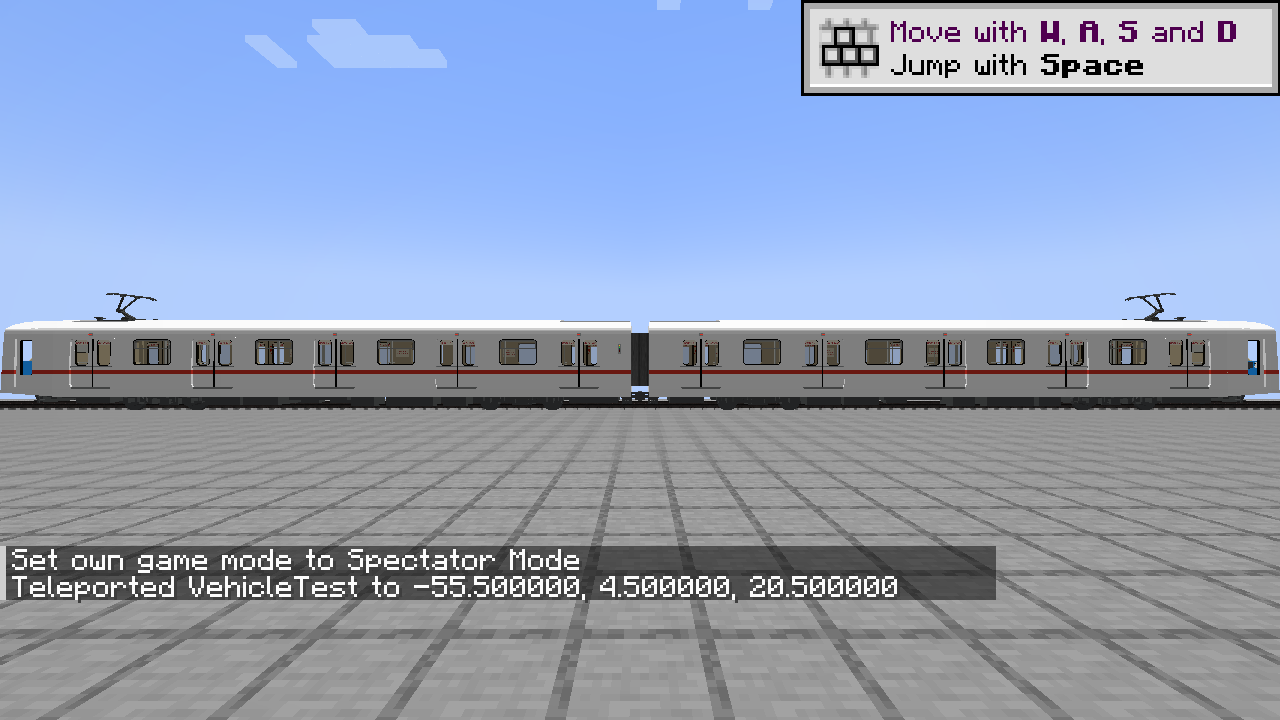 Move with W, A, S and D
Jump with Space
Set own game mode to Spectator Mode
Teleported VehicleTest to -55.500000, 4.500000, 20.500000